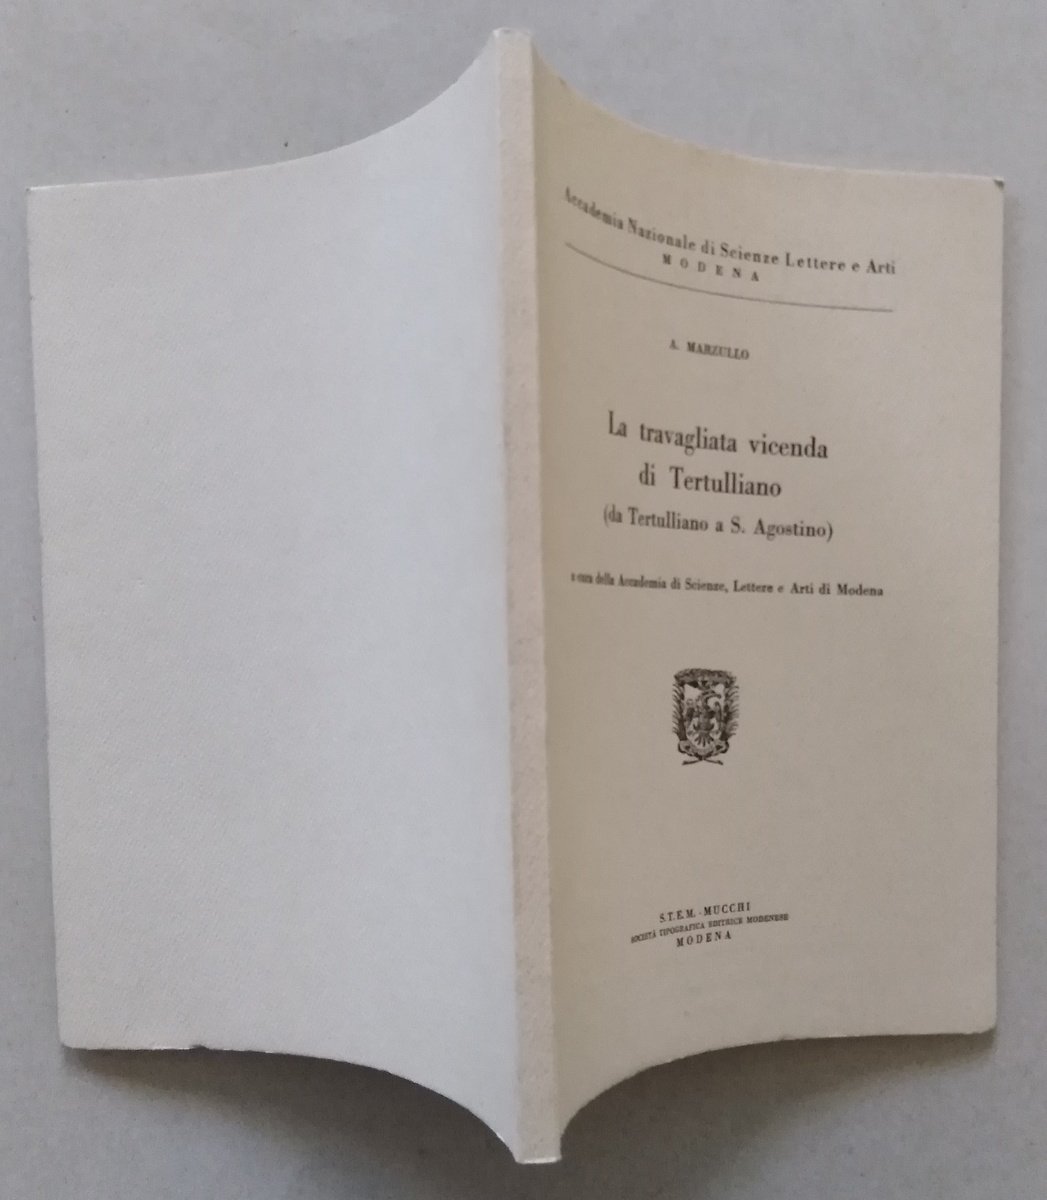 Accademia Nazionale di Scienze Lettere e Arti
MODENA
A. MARZULLO
La travagliata vicenda
di Tertulliano
(da Tertulliano a S. Agostino)
a cura della Accademia di Scienze, Lettere e Arti di Modena
S.T.E.M. - MUCCHI
SOCIETÀ TIPOGRAFICA EDITRICE MODENESE
MODENA